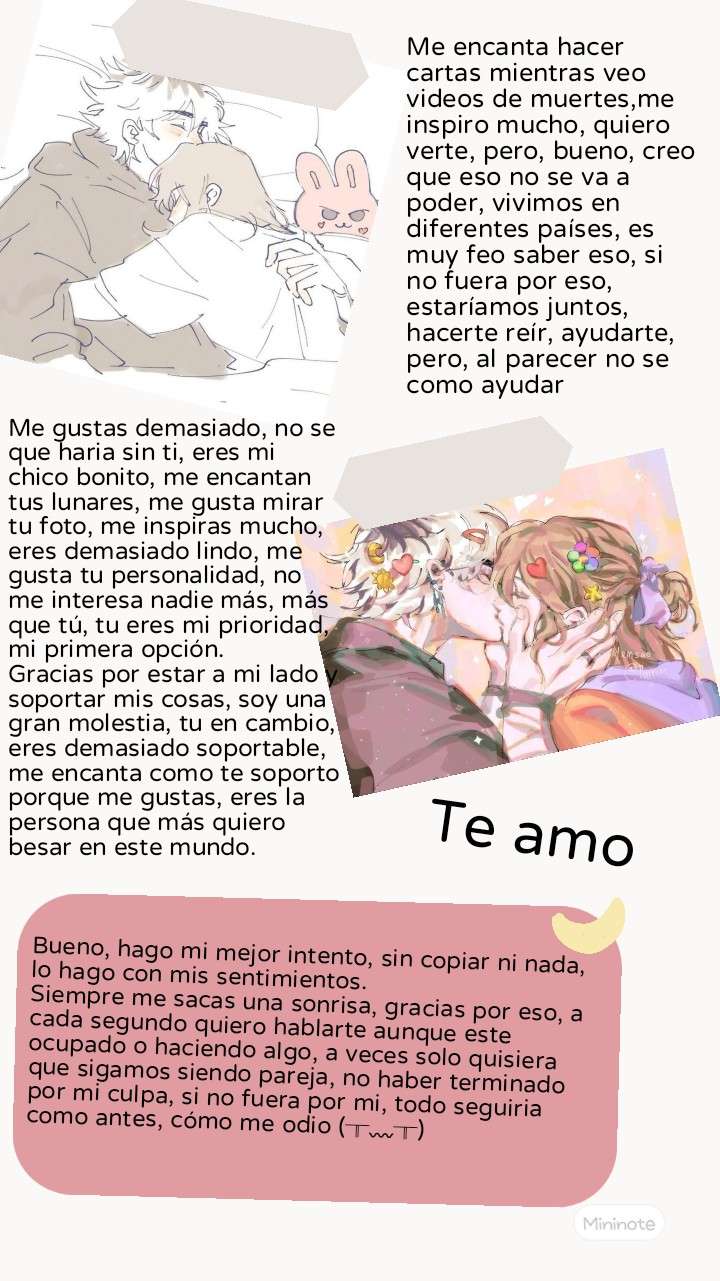 Me encanta hacer
cartas mientras veo
videos de muertes,me
inspiro mucho, quiero
verte, pero, bueno, creo
que eso no se va a
poder, vivimos en
diferentes países, es
muy feo saber eso, si
no fuera por eso,
estaríamos juntos,
hacerte reír, ayudarte,
pero, al parecer no se
como ayudar
Me gustas demasiado, no se
que haria sin ti, eres mi
chico bonito, me encantan
tus lunares, me gusta mirar
tu foto, me inspiras mucho,
eres demasiado lindo, me
gusta tu personalidad, no
me interesa nadie más, más
que tú, tu eres mi prioridad,
mi primera opción.
Gracias por estar a mi lado y
soportar mis cosas, soy una
gran molestia, tu en cambio,
eres demasiado soportable,
me encanta como te soporto
porque me gustas, eres la
persona que más quiero
besar en este mundo.
Te amo
Bueno, hago mi mejor intento, sin copiar ni nada,
lo hago con mis sentimientos.
Siempre me sacas una sonrisa, gracias por eso, a
cada segundo quiero hablarte aunque este
ocupado o haciendo algo, a veces solo quisiera
que sigamos siendo pareja, no haber terminado
por mi culpa, si no fuera por mi, todo seguiria
como antes, cómo me odio (╥﹏╥)
Mininote